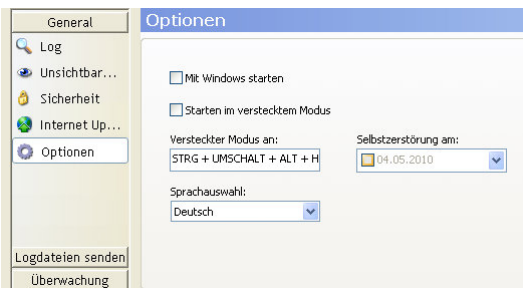 General
Optionen
Log
Unsichtbar...
Sicherheit
Internet Up...
Optionen
Mit Windows starten
Starten im verstecktem Modus
Versteckter Modus an:
Selbstzerstörung am:
STRG + UMSCHALT + ALT + H
04.05.2010
Sprachauswahl:
Deutsch
Logdateien senden
Überwachung